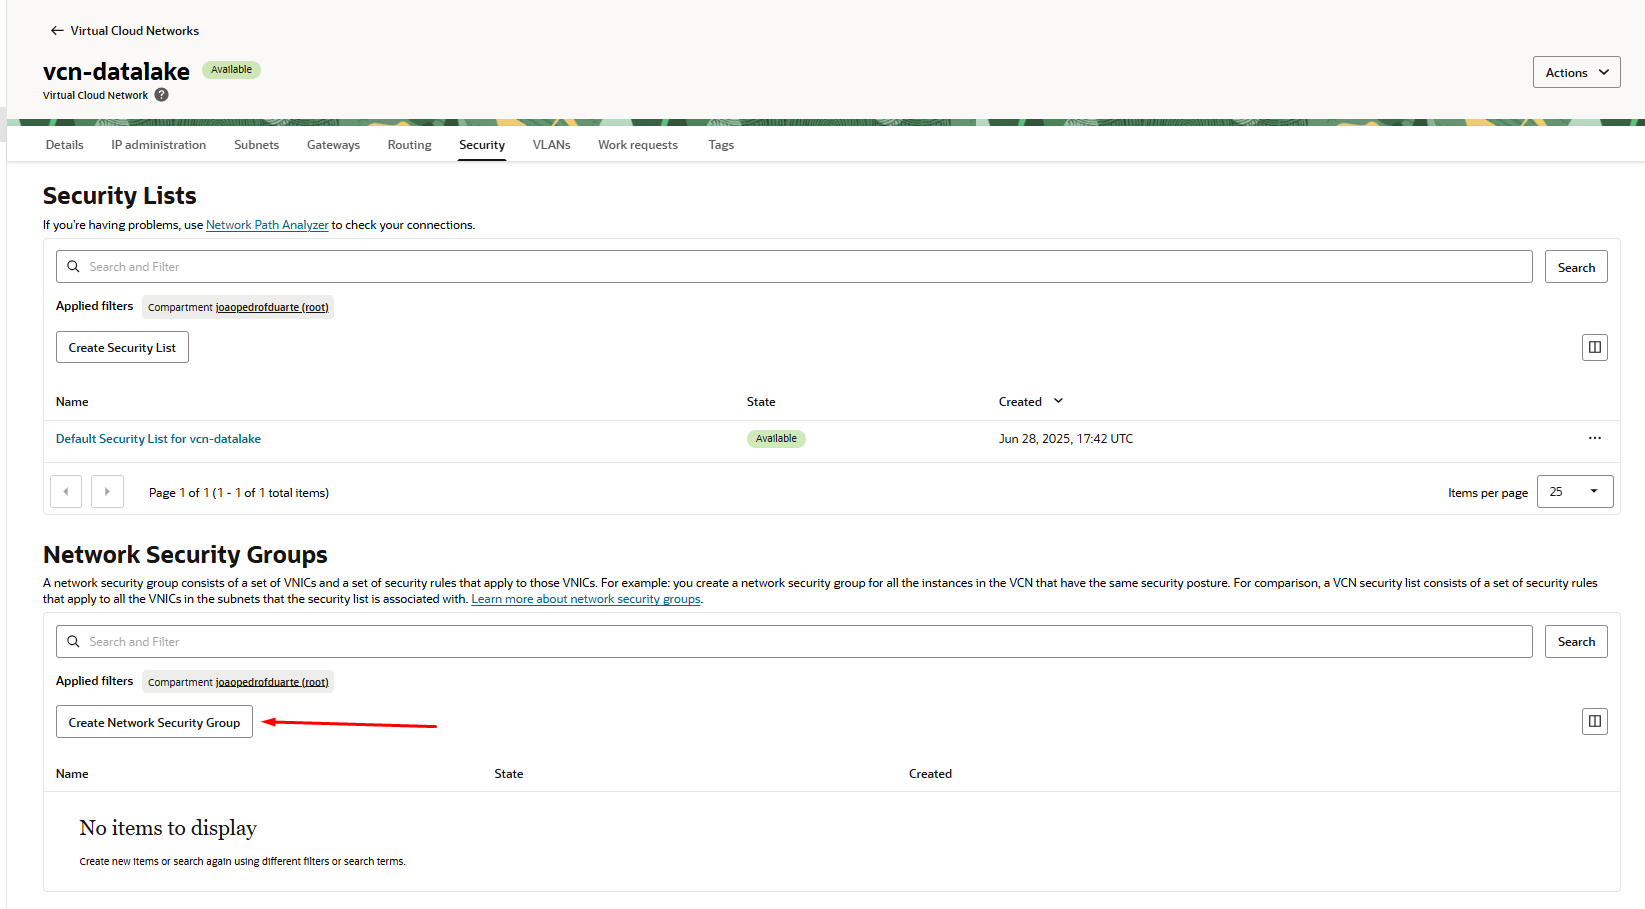 Virtual Cloud Networks
vcn-datalake Available
Virtual Cloud Network ?
Actions
Details IP administration Subnets Gateways Routing Security VLANs Work requests Tags
Security Lists
If you're having problems, use Network Path Analyzer to check your connections.
Search and Filter
Search
Applied filters Compartment joaopedrofduarte (root)
Create Security List
Name State Created
Default Security List for vcn-datalake Available Jun 28, 2025, 17:42 UTC
Page 1 of 1 (1 - 1 of 1 total items) Items per page 25
Network Security Groups
A network security group consists of a set of VNICs and a set of security rules that apply to those VNICs. For example: you create a network security group for all the instances in the VCN that have the same security posture. For comparison, a VCN security list consists of a set of security rules
that apply to all the VNICs in the subnets that the security list is associated with. Learn more about network security groups.
Search and Filter
Search
Applied filters Compartment joaopedrofduarte (root)
Create Network Security Group
Name State Created
No items to display
Create new items or search again using different filters or search terms.